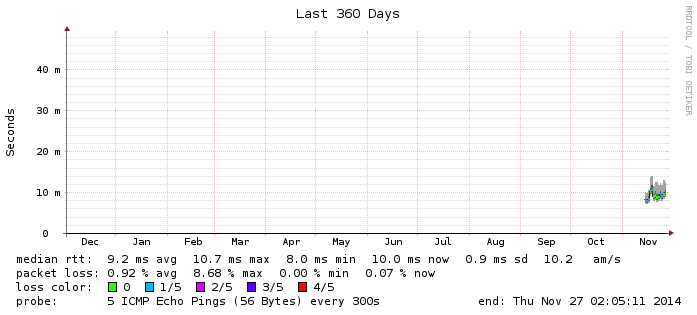 Last 360 Days
RRDTOOL / TOBI OETIKER
Seconds
40 m
30 m
20 m
10 m
0
Dec Jan Feb Mar Apr May Jun Jul Aug Sep Oct Nov
median rtt: 9.2 ms avg 10.7 ms max 8.0 ms min 10.0 ms now 0.9 ms sd 10.2 am/s
packet loss: 0.92 % avg 8.68 % max 0.00 % min 0.07 % now
loss color: 0 1/5 2/5 3/5 4/5
probe: 5 ICMP Echo Pings (56 Bytes) every 300s end: Thu Nov 27 02:05:11 2014